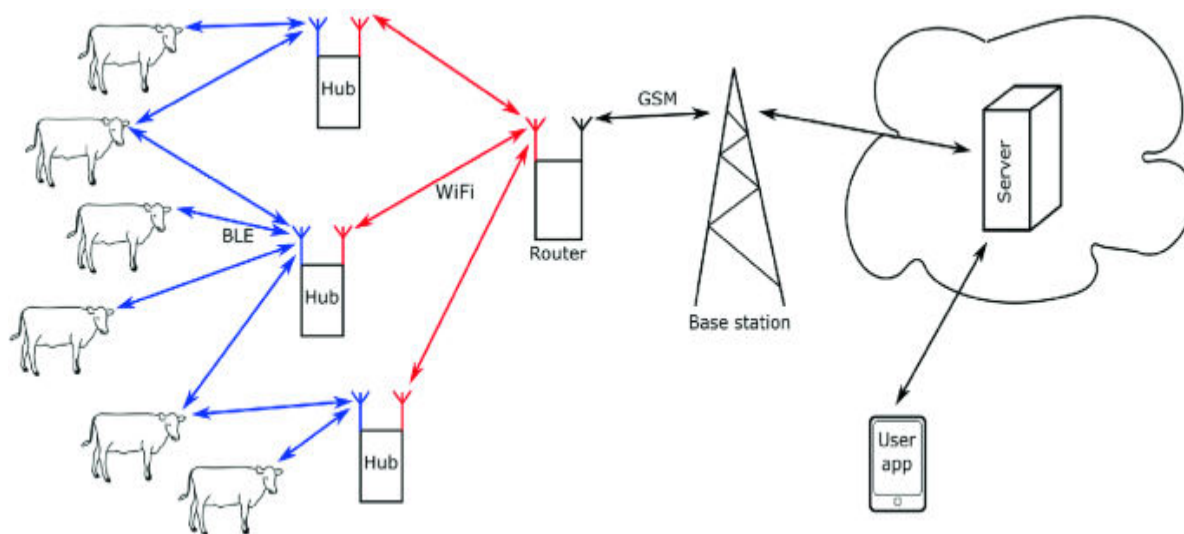 Hub
GSM
WiFi
Server
BLE
Router
Hub
Base station
User
app
Hub